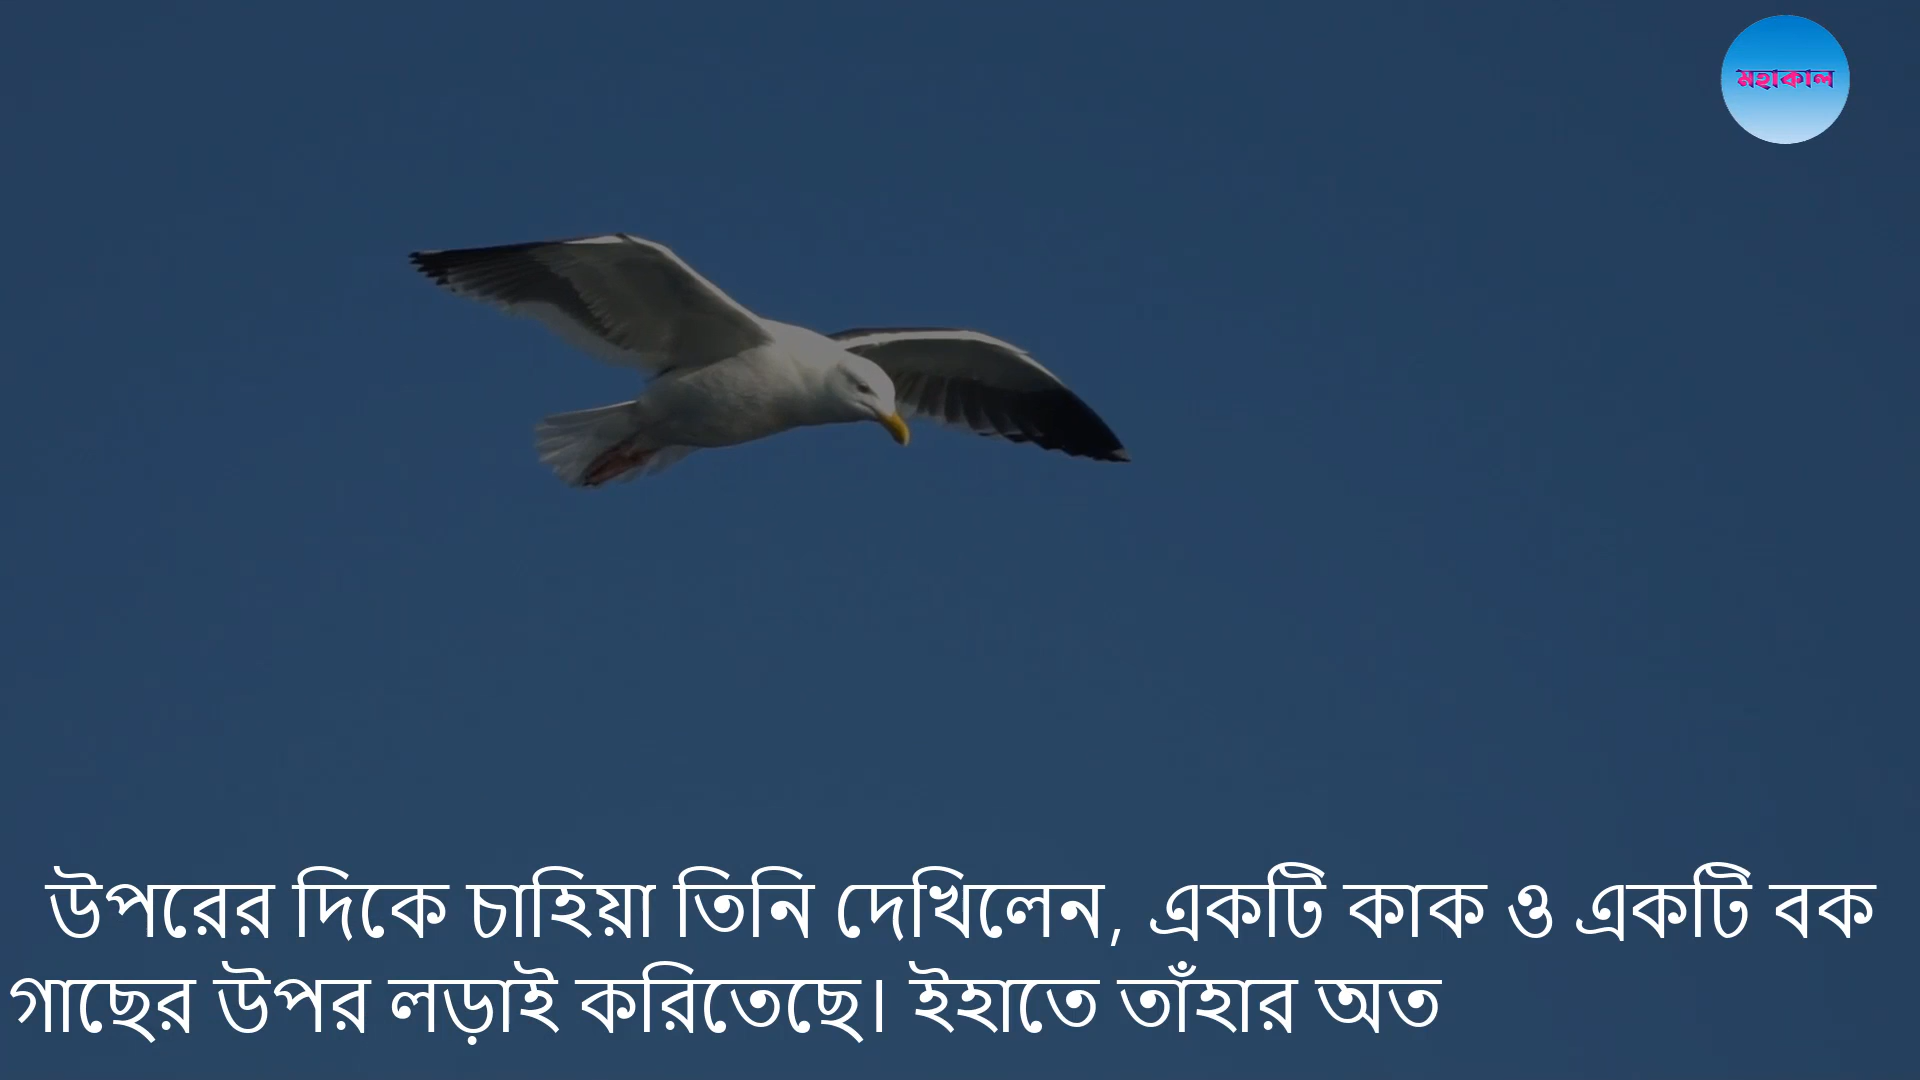 মহাকাল
উপরের দিকে চাহিয়া তিনি দেখিলেন, একটি কাক ও একটি বক
গাছের উপর লড়াই করিতেছে। ইহাতে তাঁহার অত